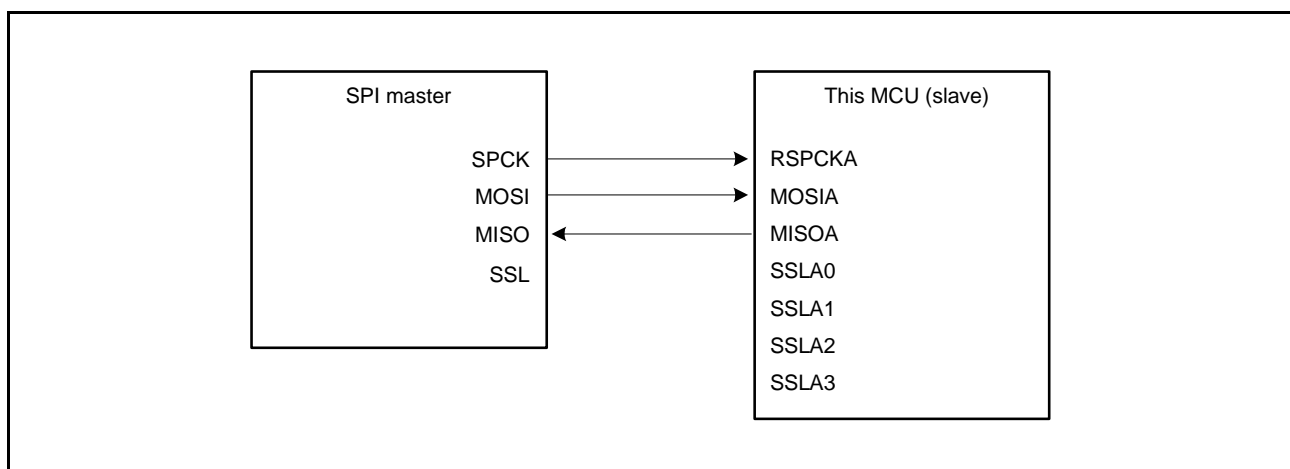 SPI master
SPCK
MOSI
MISO
SSL
This MCU (slave)
RSPCKA
MOSIA
MISOA
SSLA0
SSLA1
SSLA2
SSLA3